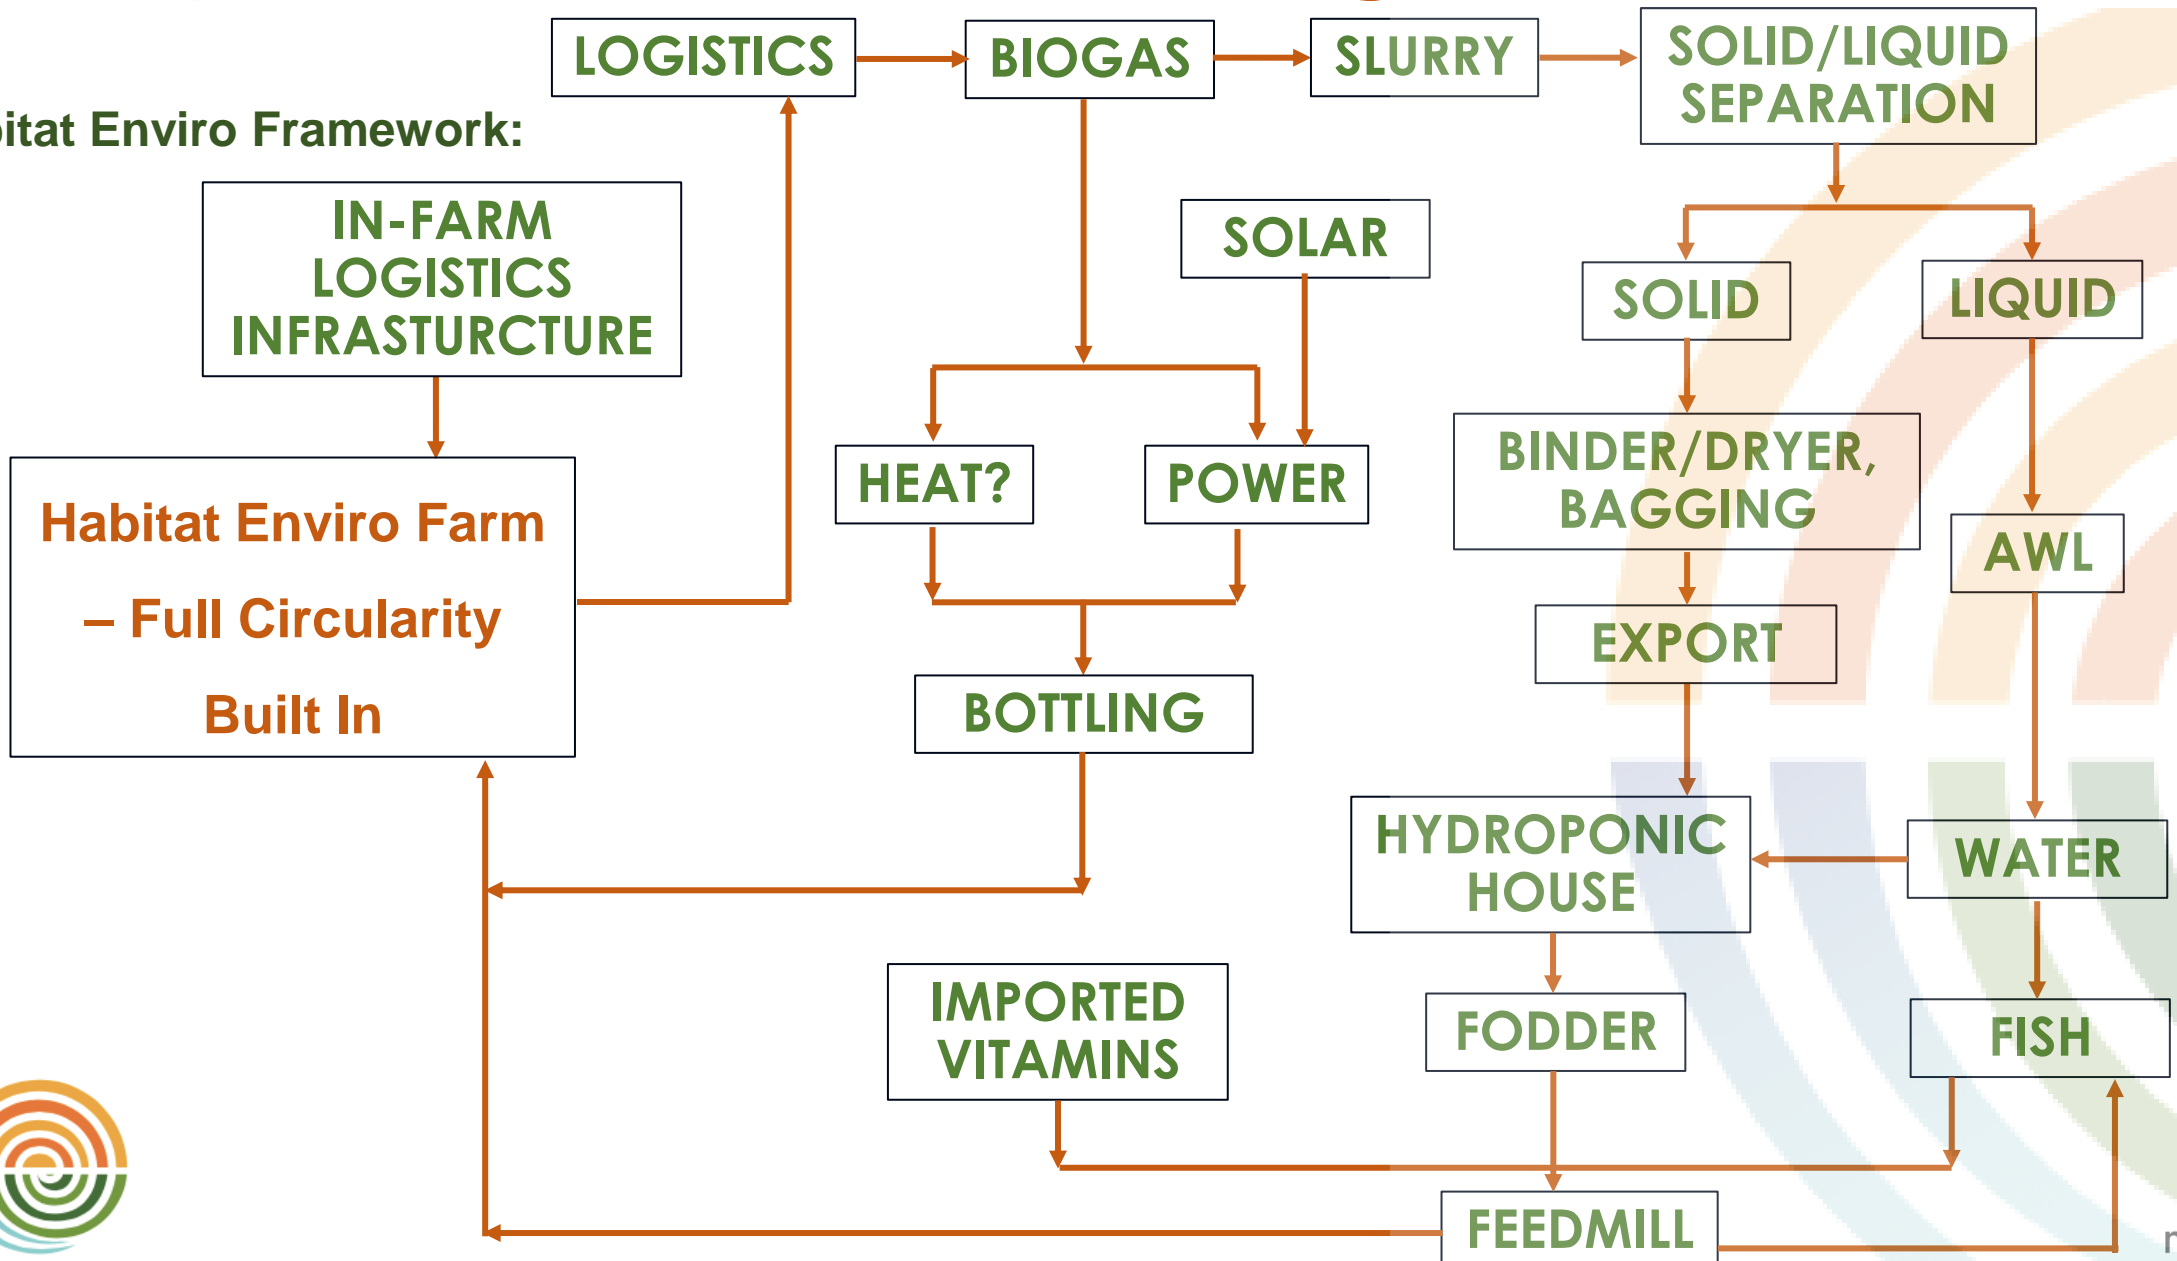 LOGISTICS
BIOGAS
SLURRY
SOLID/LIQUID
SEPARATION
Enviro Framework:
IN-FARM
LOGISTICS
INFRASTURCTURE
SOLAR
SOLID
LIQUID
HEAT?
POWER
BINDER/DRYER,
BAGGING
Habitat Enviro Farm
– Full Circularity
Built In
AWL
EXPORT
BOTTLING
HYDROPONIC
HOUSE
WATER
IMPORTED
VITAMINS
FODDER
FISH
FEEDMILL